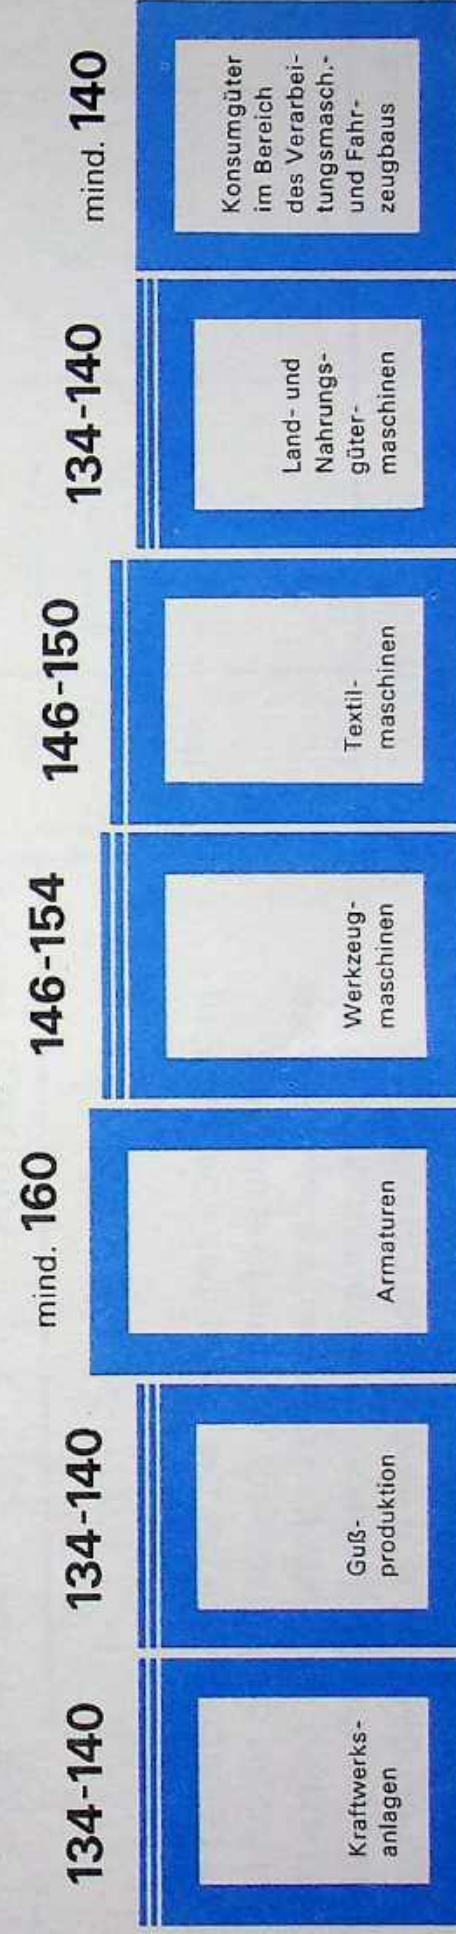 134-140
Kraftwerks-
anlagen
134-140
Guß-
produktion
mind. 160
Armaturen
146-154
Werkzeug-
maschinen
146-150
Textil-
maschinen
134-140
Land- und
Nahrungs-
güter-
maschinen
mind. 140
Konsumgüter
im Bereich
des Verarbei-
tungsmasch.-
und Fahr-
zeugbaus